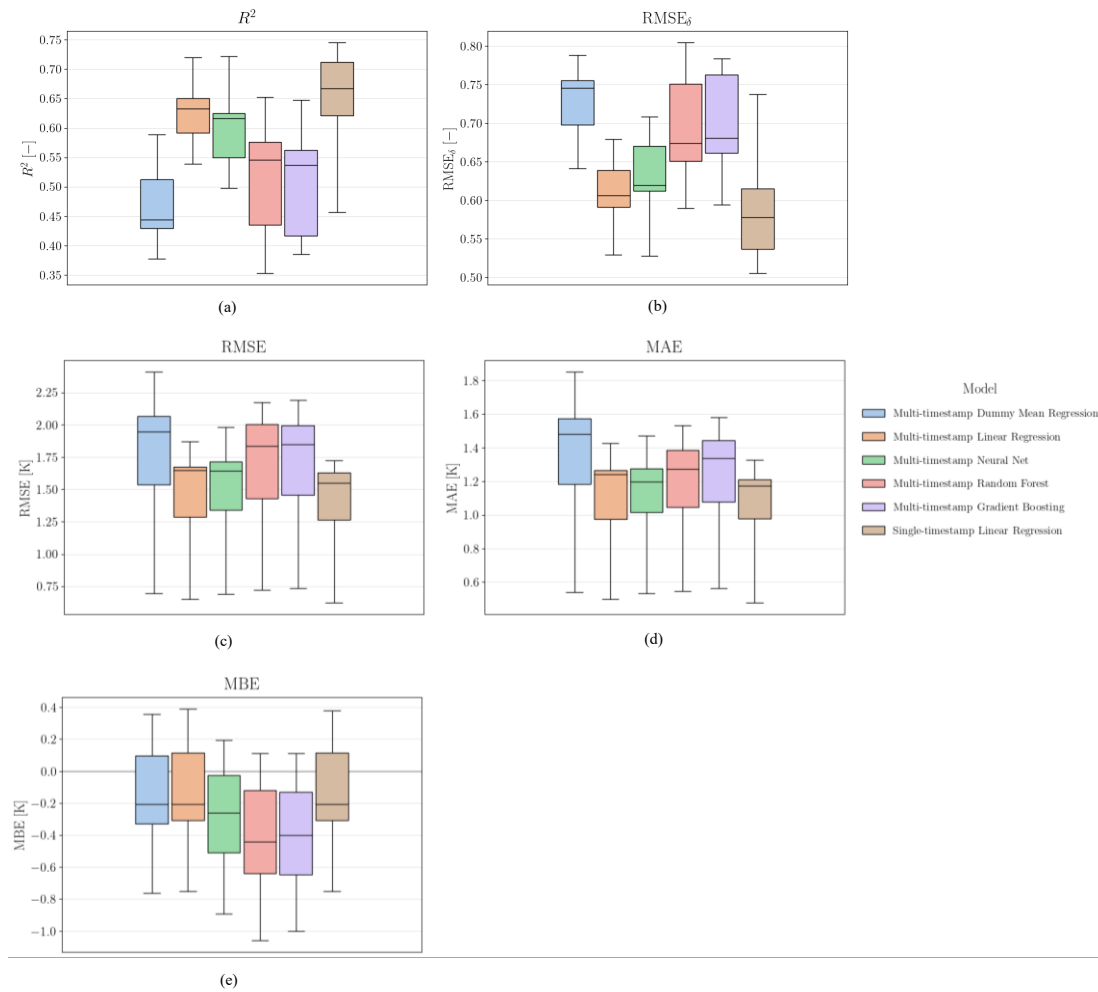 R²
R² [−]
0.75
0.70
0.65
0.60
0.55
0.50
0.45
0.40
0.35
(a)
RMSEδ
RMSEδ [−]
0.80
0.75
0.70
0.65
0.60
0.55
0.50
(b)
RMSE
RMSE [K]
2.25
2.00
1.75
1.50
1.25
1.00
0.75
(c)
MAE
MAE [K]
1.8
1.6
1.4
1.2
1.0
0.8
0.6
(d)
Model
Multi-timestamp Dummy Mean Regression
Multi-timestamp Linear Regression
Multi-timestamp Neural Net
Multi-timestamp Random Forest
Multi-timestamp Gradient Boosting
Single-timestamp Linear Regression
MBE
MBE [K]
0.4
0.2
0.0
−0.2
−0.4
−0.6
−0.8
−1.0
(e)